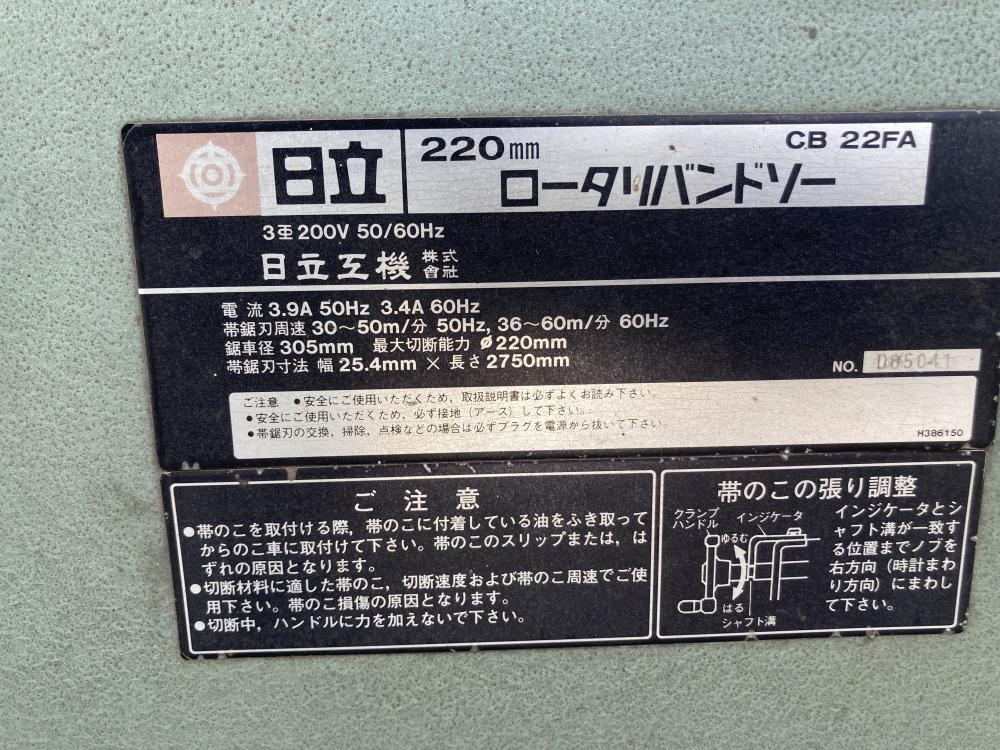 日立
220mm
CB 22FA
ロータリバンドソー
3相 200V 50/60Hz
日立工機 株式会社
電流 3.9A 50Hz 3.4A 60Hz
帯鋸刃周速 30〜50m/分 50Hz, 36〜60m/分 60Hz
鋸車径 305mm 最大切断能力 φ220mm
帯鋸刃寸法 幅 25.4mm × 長さ 2750mm
NO. D85041
ご注意 ●安全にご使用いただくため、取扱説明書は必ずよくお読み下さい。
●安全にご使用いただくため、必ず接地（アース）して下さい。
●帯鋸刃の交換、掃除、点検などの場合は必ずプラグを電源から抜いて下さい。
H386150
ご注意
●帯のこを取付ける際，帯のこに付着している油をふき取って
からのこ車に取付けて下さい。帯のこのスリップまたは，は
ずれの原因となります。
●切断材料に適した帯のこ，切断速度および帯のこ周速でご使
用下さい。帯のこ損傷の原因となります。
●切断中，ハンドルに力を加えないで下さい。
帯のこの張り調整
クランプ
ハンドル
インジケータ
ゆるむ
はる
シャフト溝
インジケータとシ
ャフト溝が一致す
る位置までノブを
右方向（時計まわ
り方向）にまわし
て下さい。